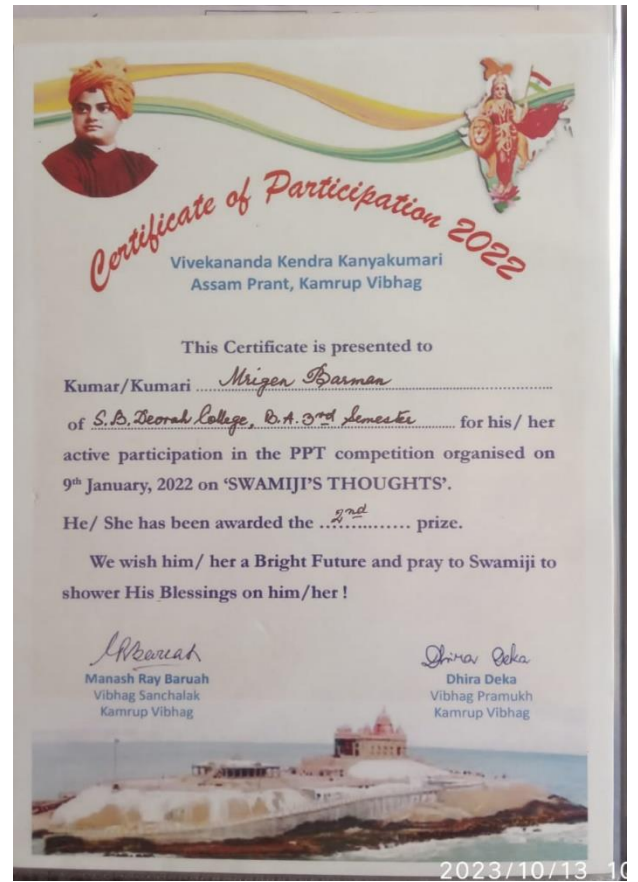 Certificate of Participation 2022
Vivekananda Kendra Kanyakumari
Assam Prant, Kamrup Vibhag
This Certificate is presented to
Kumar/Kumari ....Mrigen Barman....
of S.B. Deorah College, B.A. 3rd Semester for his/ her
active participation in the PPT competition organised on
9th January, 2022 on ‘SWAMIJI’S THOUGHTS’.
He/ She has been awarded the ...2nd........ prize.
We wish him/ her a Bright Future and pray to Swamiji to
shower His Blessings on him/her !
Dhira Deka
Manash Ray Baruah
Vibhag Sanchalak
Kamrup Vibhag
Dhira Deka
Vibhag Pramukh
Kamrup Vibhag
2023/10/13 10